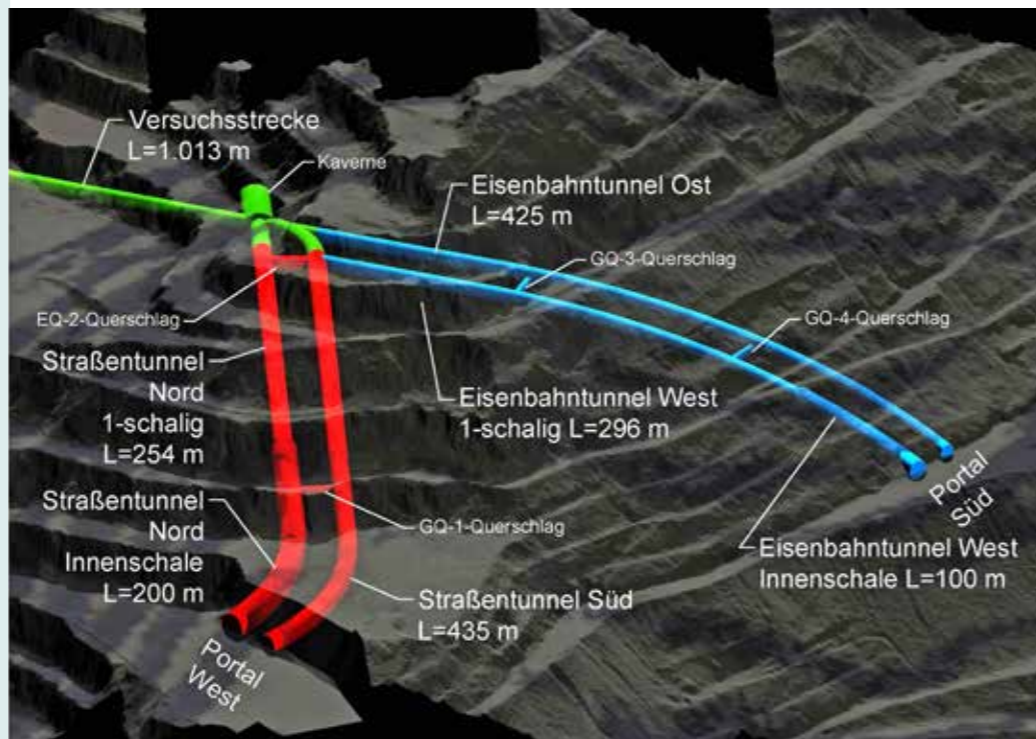 Versuchsstrecke
L=1.013 m
Kaverne
Eisenbahntunnel Ost
L=425 m
GQ-3-Querschlag
EQ-2-Querschlag
GQ-4-Querschlag
Straßentunnel
Nord
1-schalig
L=254 m
Eisenbahntunnel West
1-schalig L=296 m
Straßentunnel
Nord
Innenschale
L=200 m
GQ-1-Querschlag
Portal
Süd
Eisenbahntunnel West
Innenschale L=100 m
Straßentunnel Süd
L=435 m
Portal
West